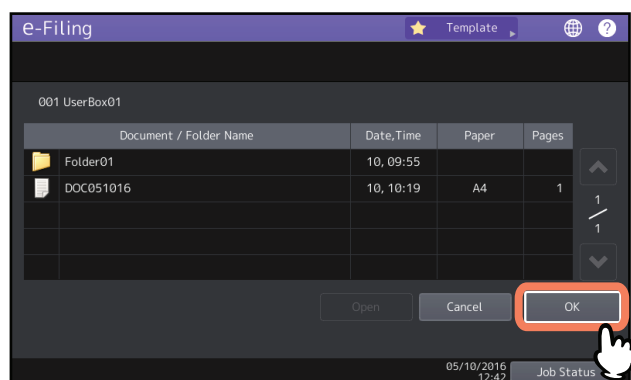 e-Filing Template ?
001 UserBox01
Document / Folder Name Date,Time Paper Pages
Folder01 10, 09:55
DOC051016 10, 10:19 A4 1
1
/
1
Open Cancel OK
05/10/2016
12:42 Job Status